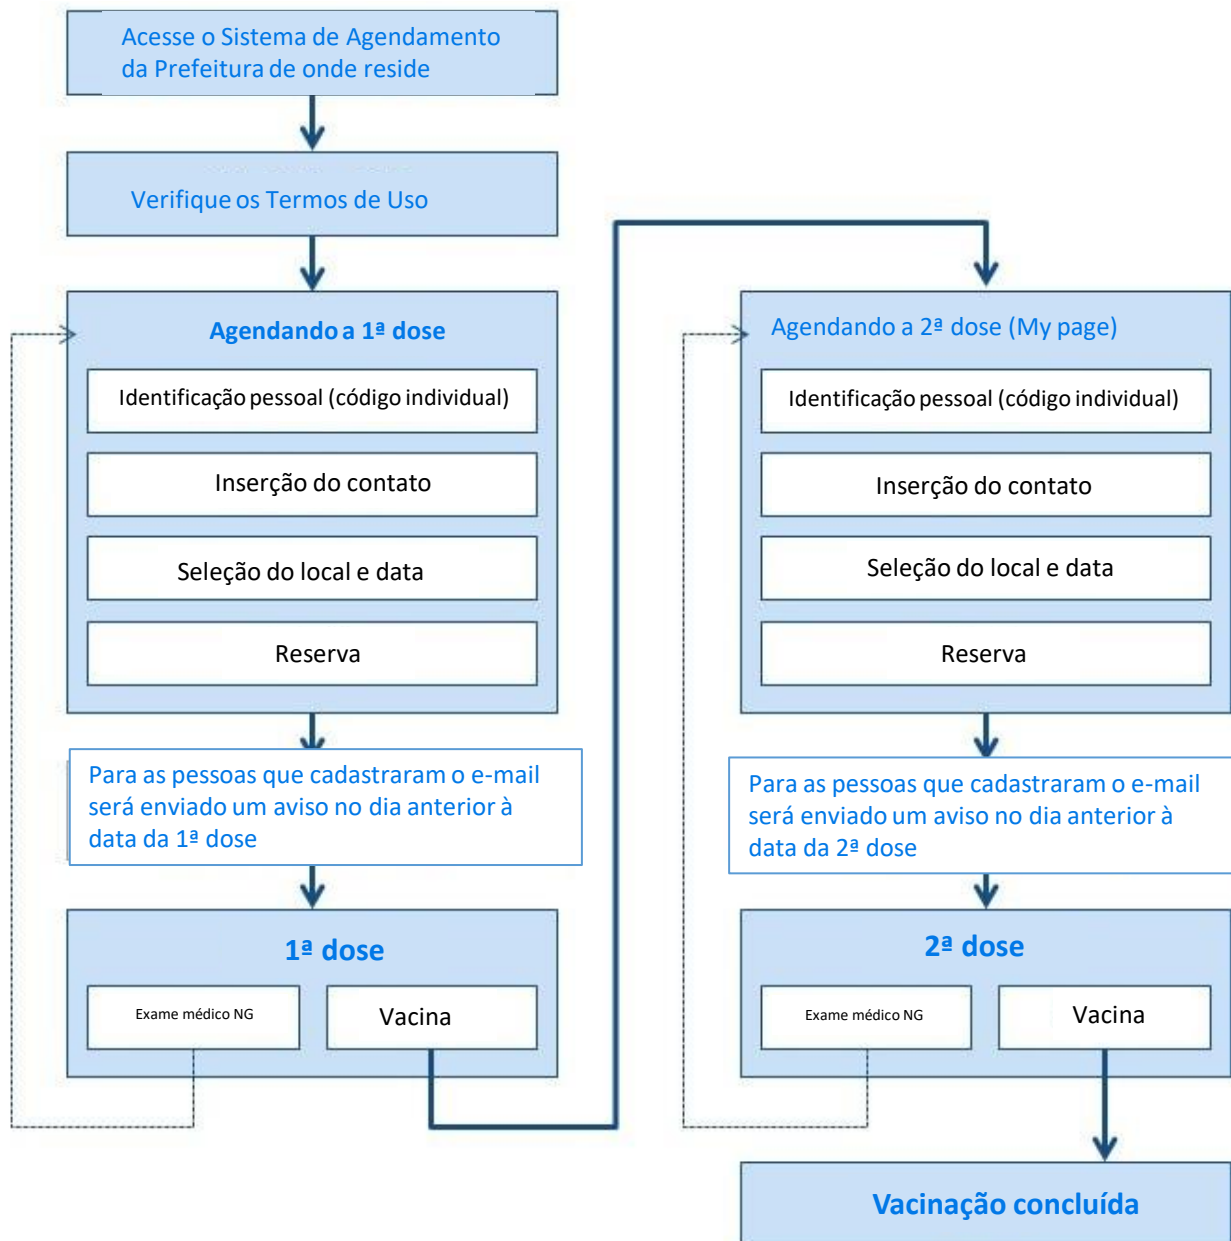 Acesse o Sistema de Agendamento
da Prefeitura de onde reside
Verifique os Termos de Uso
Agendando a 1ª dose
Identificação pessoal (código individual)
Inserção do contato
Seleção do local e data
Reserva
Para as pessoas que cadastraram o e-mail
será enviado um aviso no dia anterior à
data da 1ª dose
1ª dose
Exame médico NG
Vacina
Agendando a 2ª dose (My page)
Identificação pessoal (código individual)
Inserção do contato
Seleção do local e data
Reserva
Para as pessoas que cadastraram o e-mail
será enviado um aviso no dia anterior à
data da 2ª dose
2ª dose
Exame médico NG
Vacina
Vacinação concluída